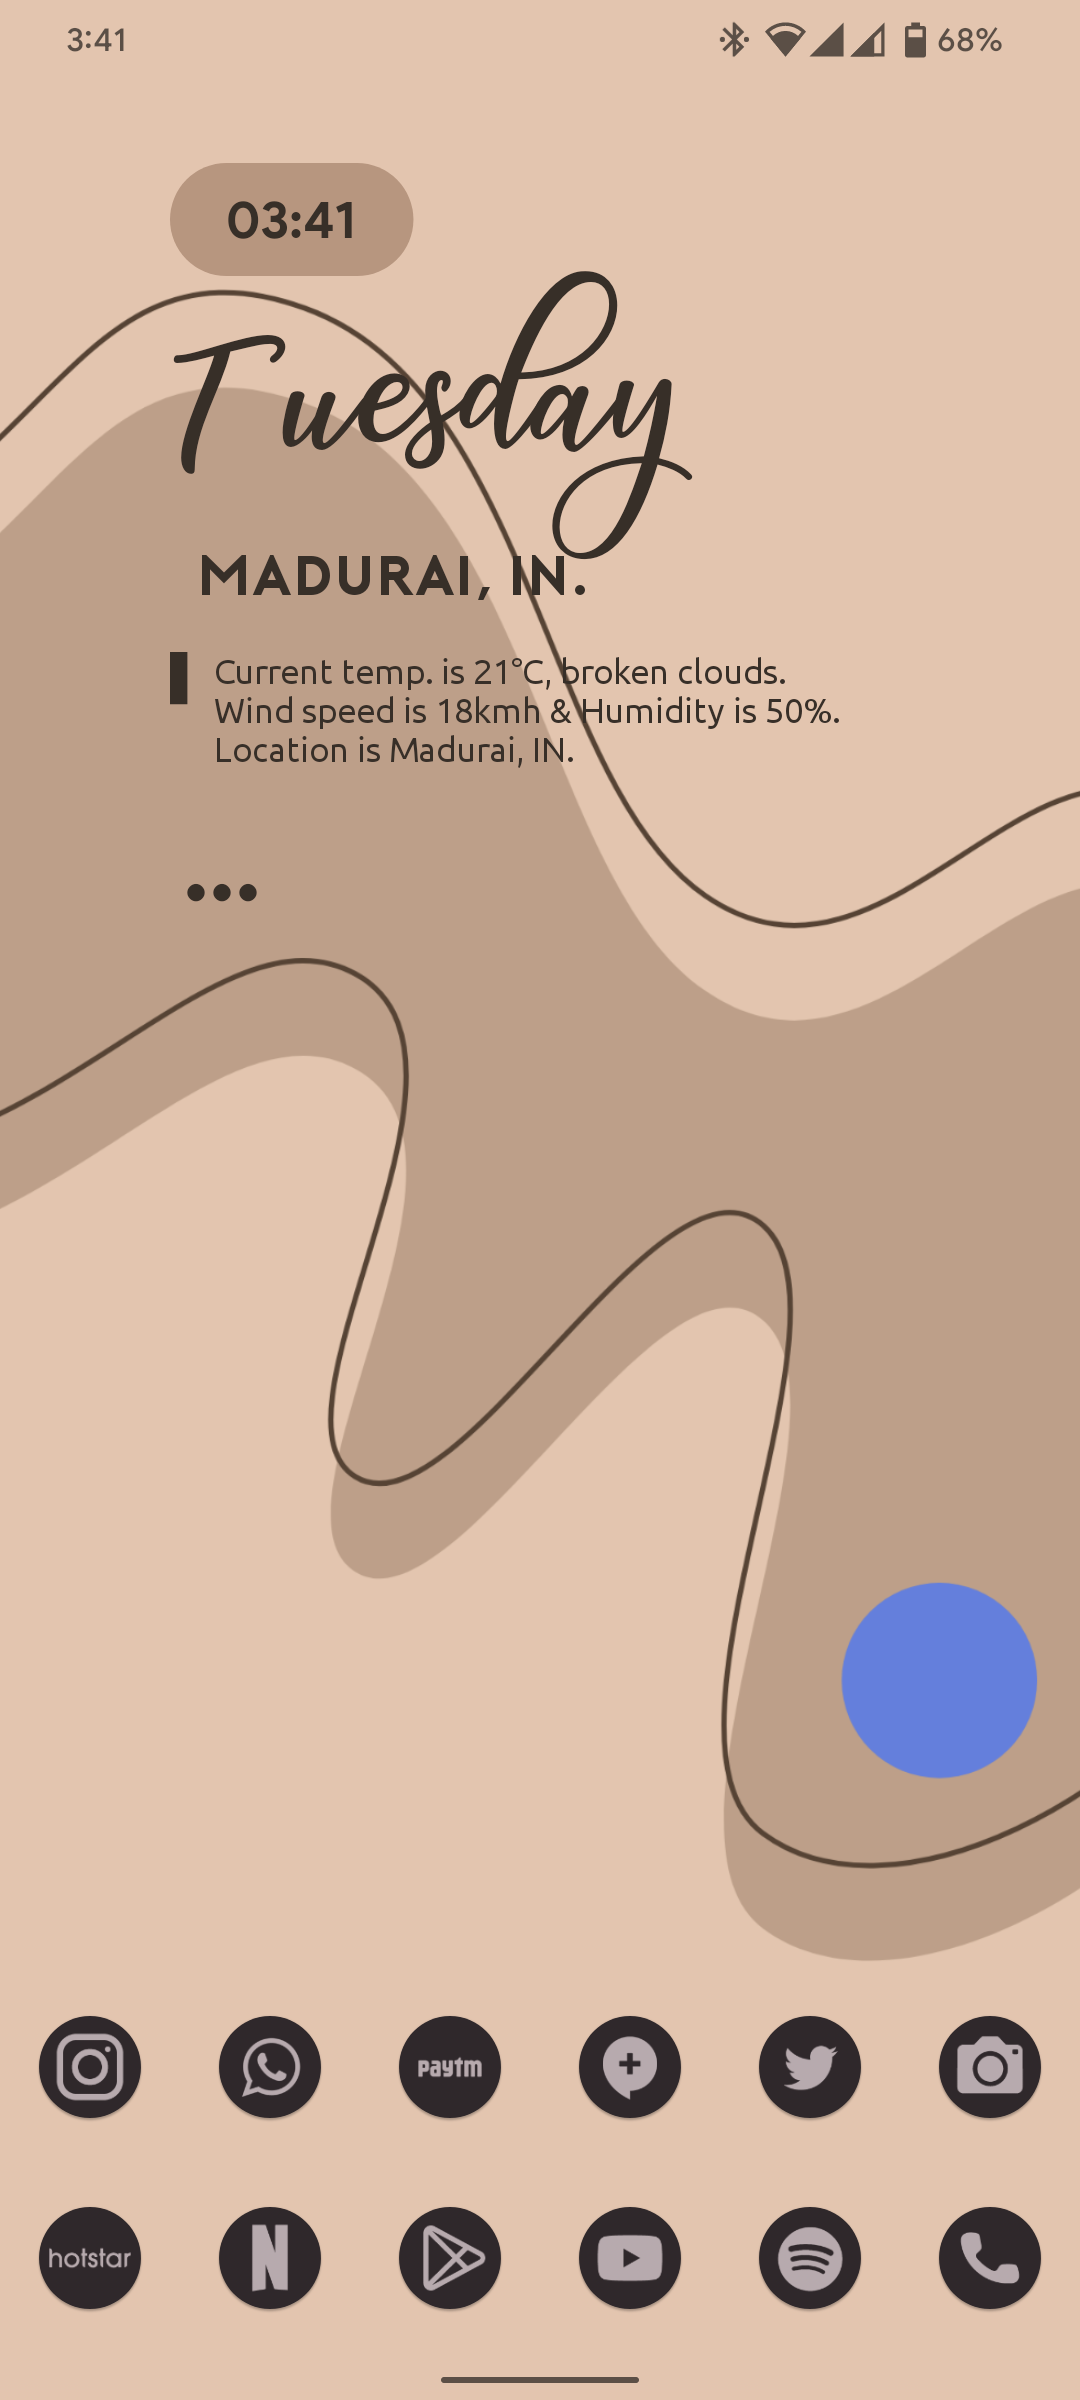 3:41
68%
03:41
Tuesday
MADURAI, IN.
Current temp. is 21°C, broken clouds.
Wind speed is 18kmh & Humidity is 50%.
Location is Madurai, IN.
•••
paytm
hotstar
N